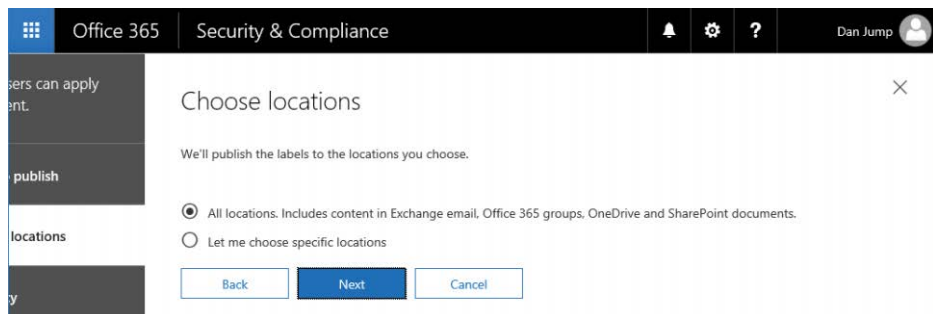 Office 365 Security & Compliance ? Dan Jump
can apply
Choose locations
We'll publish the labels to the locations you choose.
publish
All locations. Includes content in Exchange email, Office 365 groups, OneDrive and SharePoint documents.
locations
Let me choose specific locations
Back Next Cancel